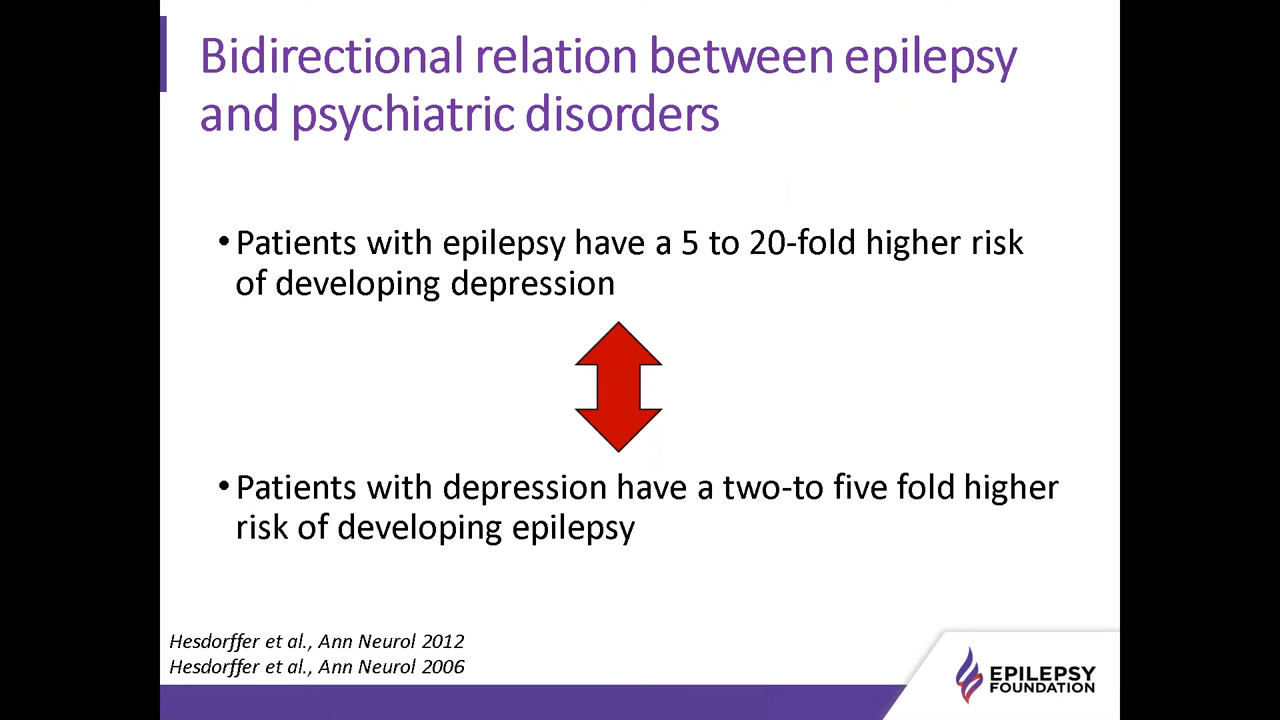 Bidirectional relation between epilepsy
and psychiatric disorders
•Patients with epilepsy have a 5 to 20-fold higher risk
of developing depression
•Patients with depression have a two-to five fold higher
risk of developing epilepsy
Hesdorffer et al., Ann Neurol 2012
Hesdorffer et al., Ann Neurol 2006
EPILEPSY
FOUNDATION